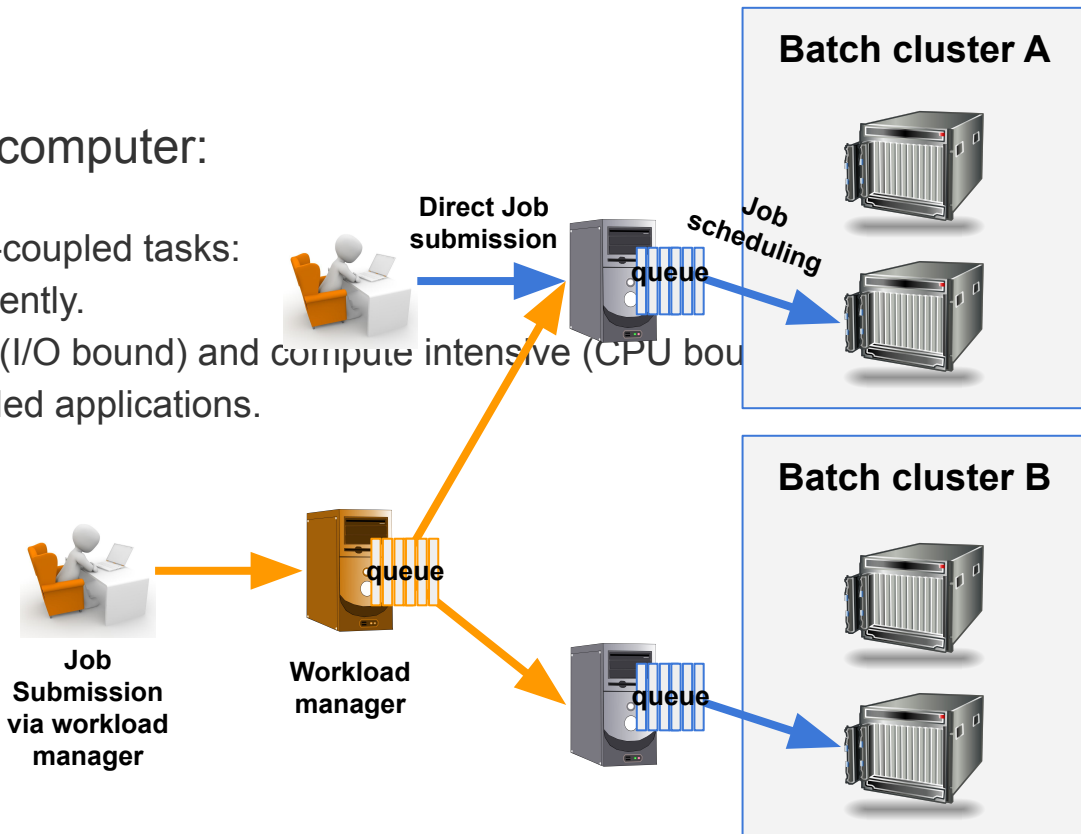 Batch cluster A
computer:
Direct Job
submission
Job
scheduling
-coupled tasks:
queue
ently.
(I/O bound) and compute intensive (CPU bou
led applications.
Batch cluster B
queue
Job
Submission
via workload
manager
Workload
manager
queue